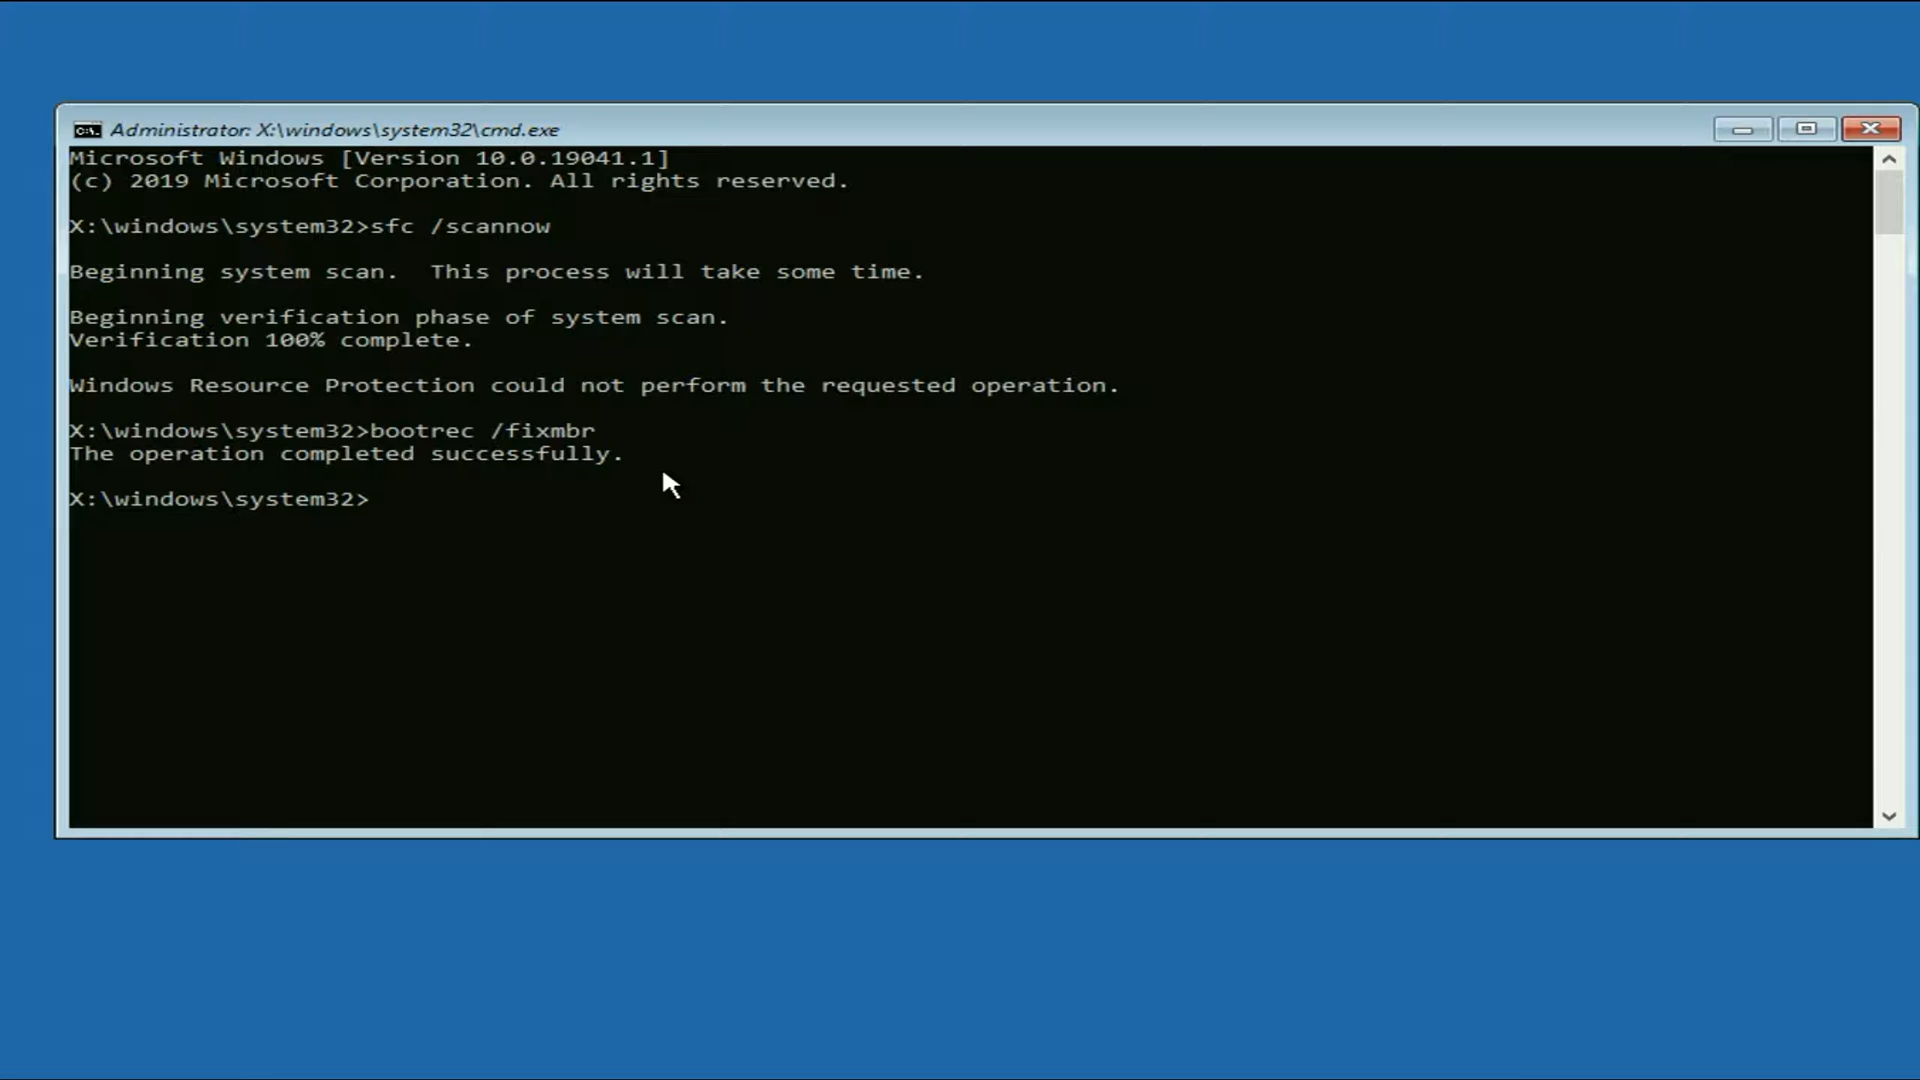 Administrator: X:\windows\system32\cmd.exe
Microsoft Windows [Version 10.0.19041.1]
(c) 2019 Microsoft Corporation. All rights reserved.
X:\windows\system32>sfc /scannow
Beginning system scan.  This process will take some time.
Beginning verification phase of system scan.
Verification 100% complete.
Windows Resource Protection could not perform the requested operation.
X:\windows\system32>bootrec /fixmbr
The operation completed successfully.
X:\windows\system32>